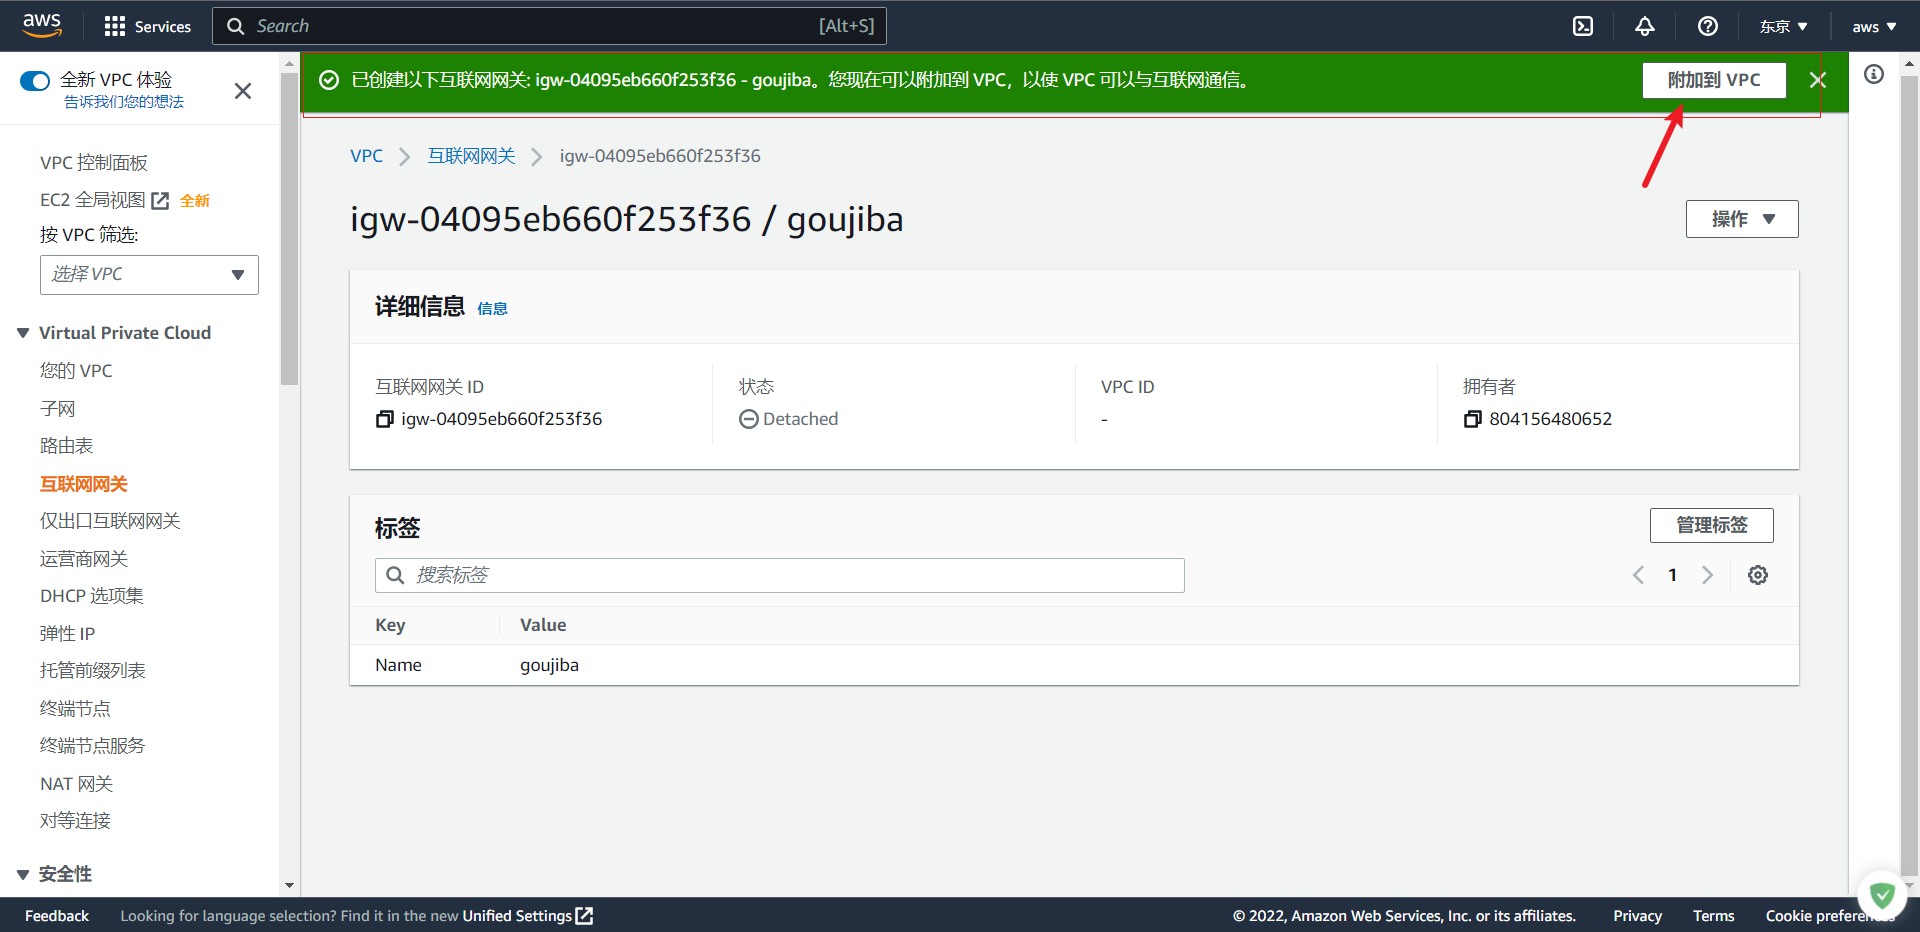 aws
Services
Search
[Alt+S]
东京
aws
全新 VPC 体验
告诉我们您的想法
已创建以下互联网网关: igw-04095eb660f253f36 - goujiba。您现在可以附加到 VPC，以使 VPC 可以与互联网通信。
附加到 VPC
VPC 控制面板
EC2 全局视图
全新
按 VPC 筛选:
选择 VPC
Virtual Private Cloud
您的 VPC
子网
路由表
互联网网关
仅出口互联网网关
运营商网关
DHCP 选项集
弹性 IP
托管前缀列表
终端节点
终端节点服务
NAT 网关
对等连接
安全性
VPC
互联网网关
igw-04095eb660f253f36
igw-04095eb660f253f36 / goujiba
操作
详细信息 信息
互联网网关 ID
igw-04095eb660f253f36
状态
Detached
VPC ID
-
拥有者
804156480652
标签
管理标签
搜索标签
1
Key Value
Name goujiba
Feedback
Looking for language selection? Find it in the new Unified Settings
© 2022, Amazon Web Services, Inc. or its affiliates.
Privacy
Terms
Cookie preferences